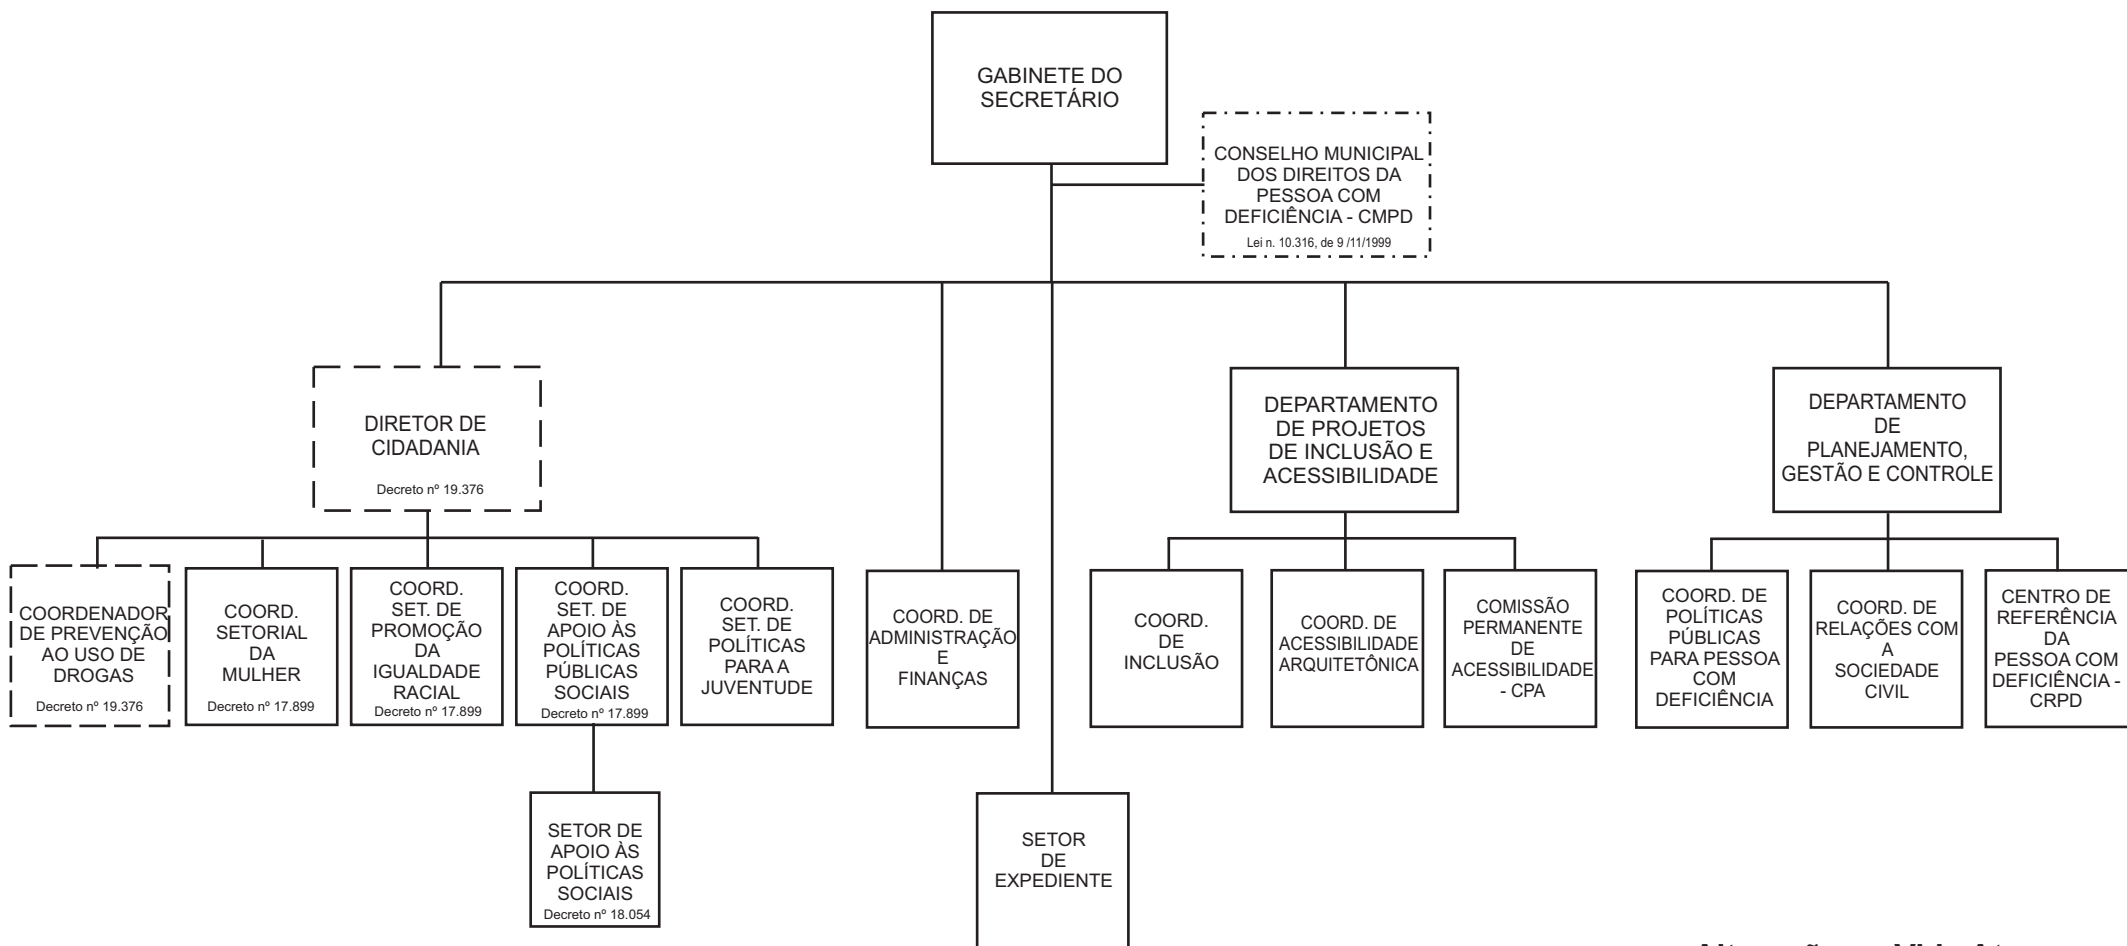 GABINETE DO
SECRETÁRIO
CONSELHO MUNICIPAL
DOS DIREITOS DA
PESSOA COM
DEFICIÊNCIA - CMPD
Lei n. 10.316, de 9 /11/1999
DIRETOR DE
CIDADANIA
Decreto nº 19.376
DEPARTAMENTO
DE PROJETOS
DE INCLUSÃO E
ACESSIBILIDADE
DEPARTAMENTO
DE
PLANEJAMENTO,
GESTÃO E CONTROLE
COORDENADOR
DE PREVENÇÃO
AO USO DE
DROGAS
Decreto nº 19.376
COORD.
SETORIAL
DA
MULHER
Decreto nº 17.899
COORD.
SET. DE
PROMOÇÃO
DA
IGUALDADE
RACIAL
Decreto nº 17.899
COORD.
SET. DE
APOIO ÀS
POLÍTICAS
PÚBLICAS
SOCIAIS
Decreto nº 17.899
COORD.
SET. DE
POLÍTICAS
PARA A
JUVENTUDE
COORD. DE
ADMINISTRAÇÃO
E
FINANÇAS
COORD.
DE
INCLUSÃO
COORD. DE
ACESSIBILIDADE
ARQUITETÔNICA
COMISSÃO
PERMANENTE
DE
ACESSIBILIDADE
- CPA
COORD. DE
POLÍTICAS
PÚBLICAS
PARA PESSOA
COM
DEFICIÊNCIA
COORD. DE
RELAÇÕES COM
A
SOCIEDADE
CIVIL
CENTRO DE
REFERÊNCIA
DA
PESSOA COM
DEFICIÊNCIA -
CRPD
SETOR DE
APOIO ÀS
POLÍTICAS
SOCIAIS
Decreto nº 18.054
SETOR
DE
EXPEDIENTE